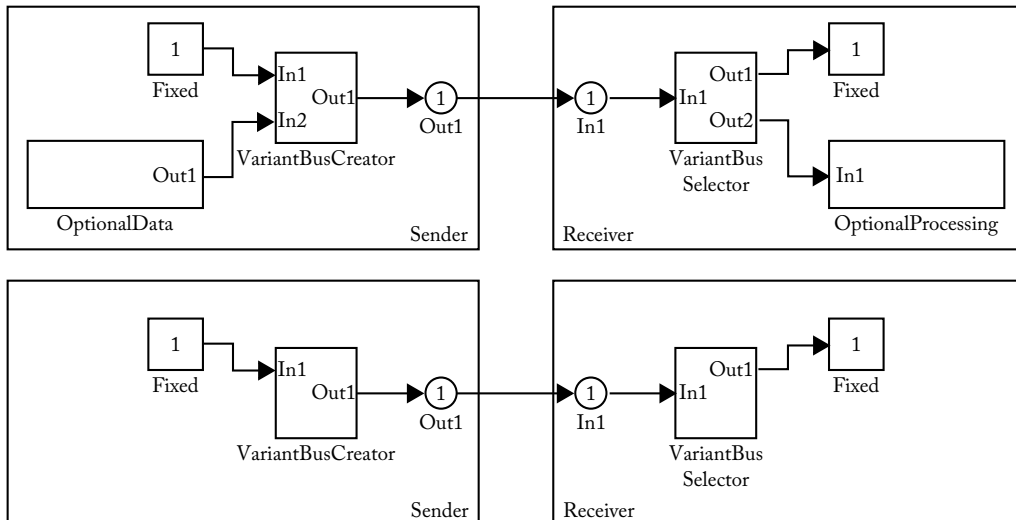 1
Fixed
In1
In2
Out1
VariantBusCreator
Out1
OptionalData
1
Out1
Sender
1
In1
In1
Out1
Out2
VariantBus
Selector
1
Fixed
In1
OptionalProcessing
Receiver
1
Fixed
In1
Out1
VariantBusCreator
1
Out1
Sender
1
In1
In1
Out1
VariantBus
Selector
1
Fixed
Receiver